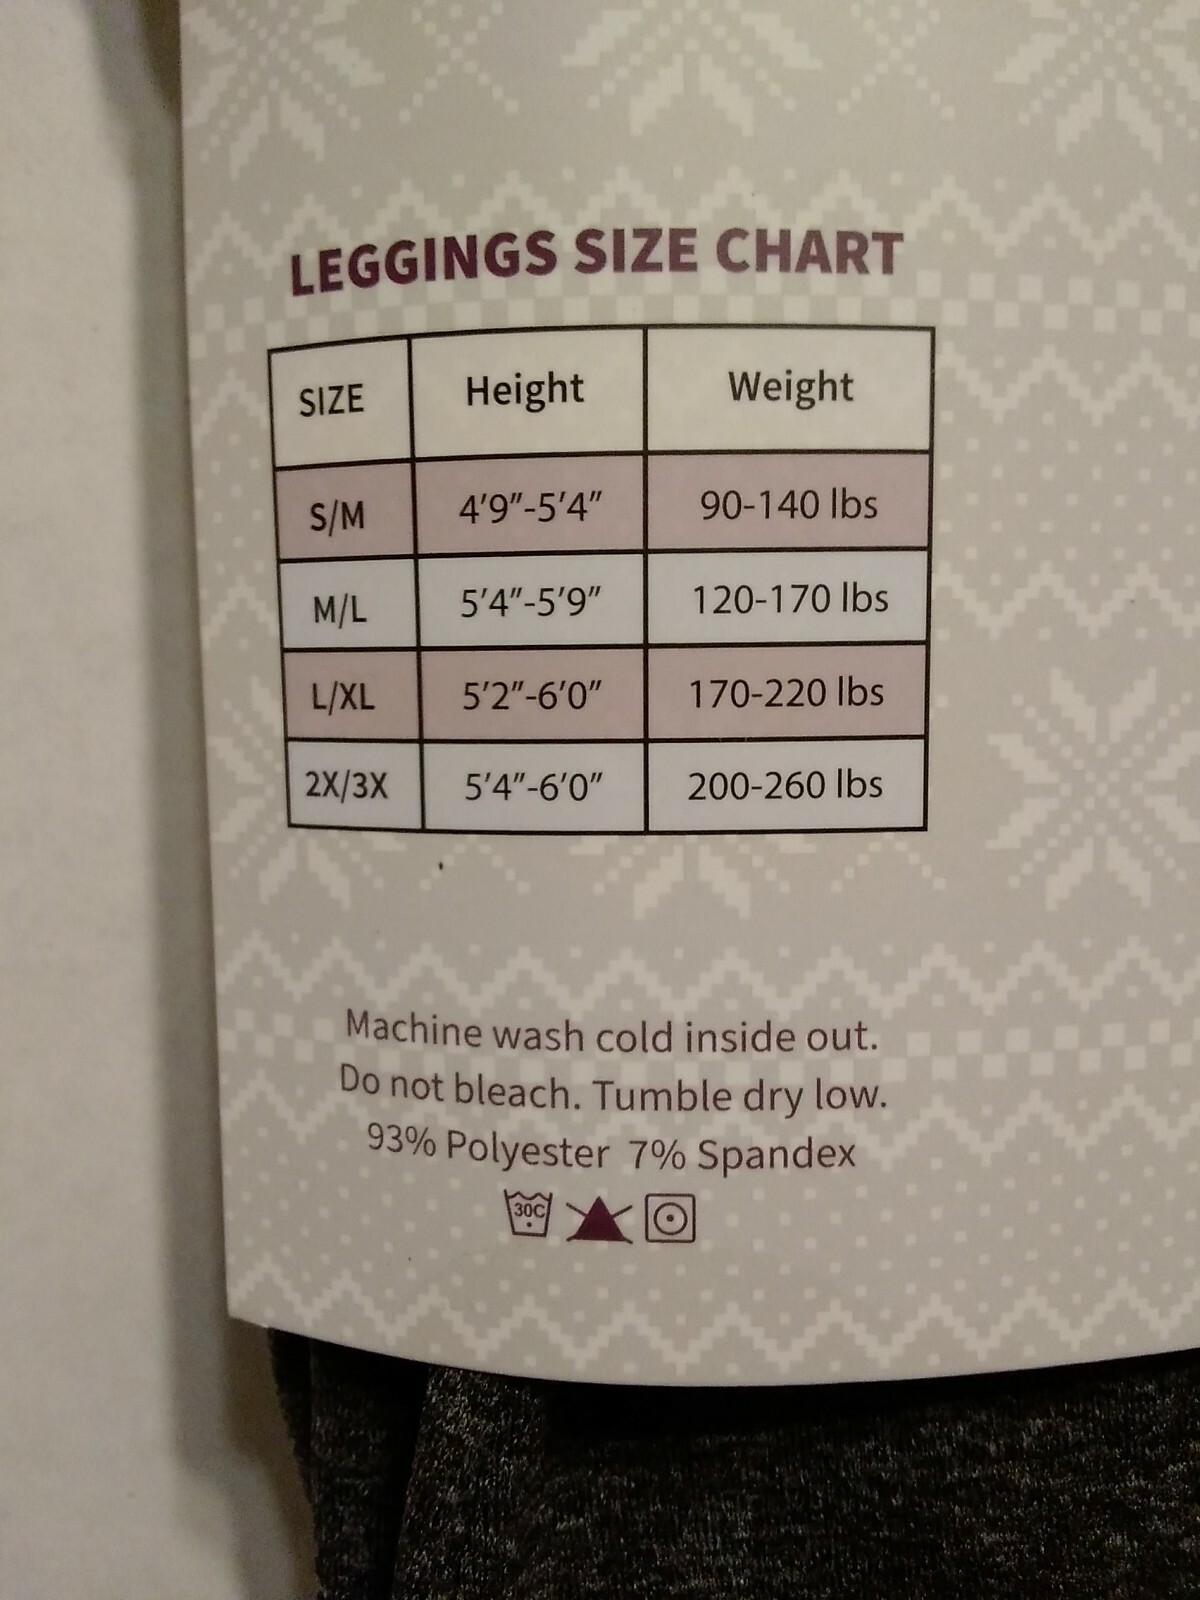 LEGGINGS SIZE CHART
SIZE Height Weight
S/M 4'9"-5'4" 90-140 lbs
M/L 5'4"-5'9" 120-170 lbs
L/XL 5'2"-6'0" 170-220 lbs
2X/3X 5'4"-6'0" 200-260 lbs
Machine wash cold inside out.
Do not bleach. Tumble dry low.
93% Polyester 7% Spandex
30C